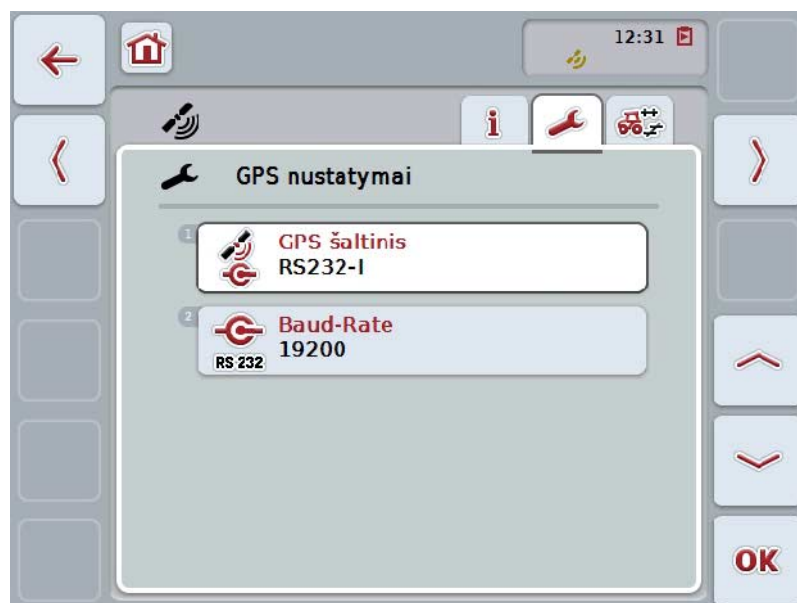 12:31
i
GPS nustatymai
1
GPS šaltinis
RS232-I
2
Baud-Rate
19200
RS 232
OK